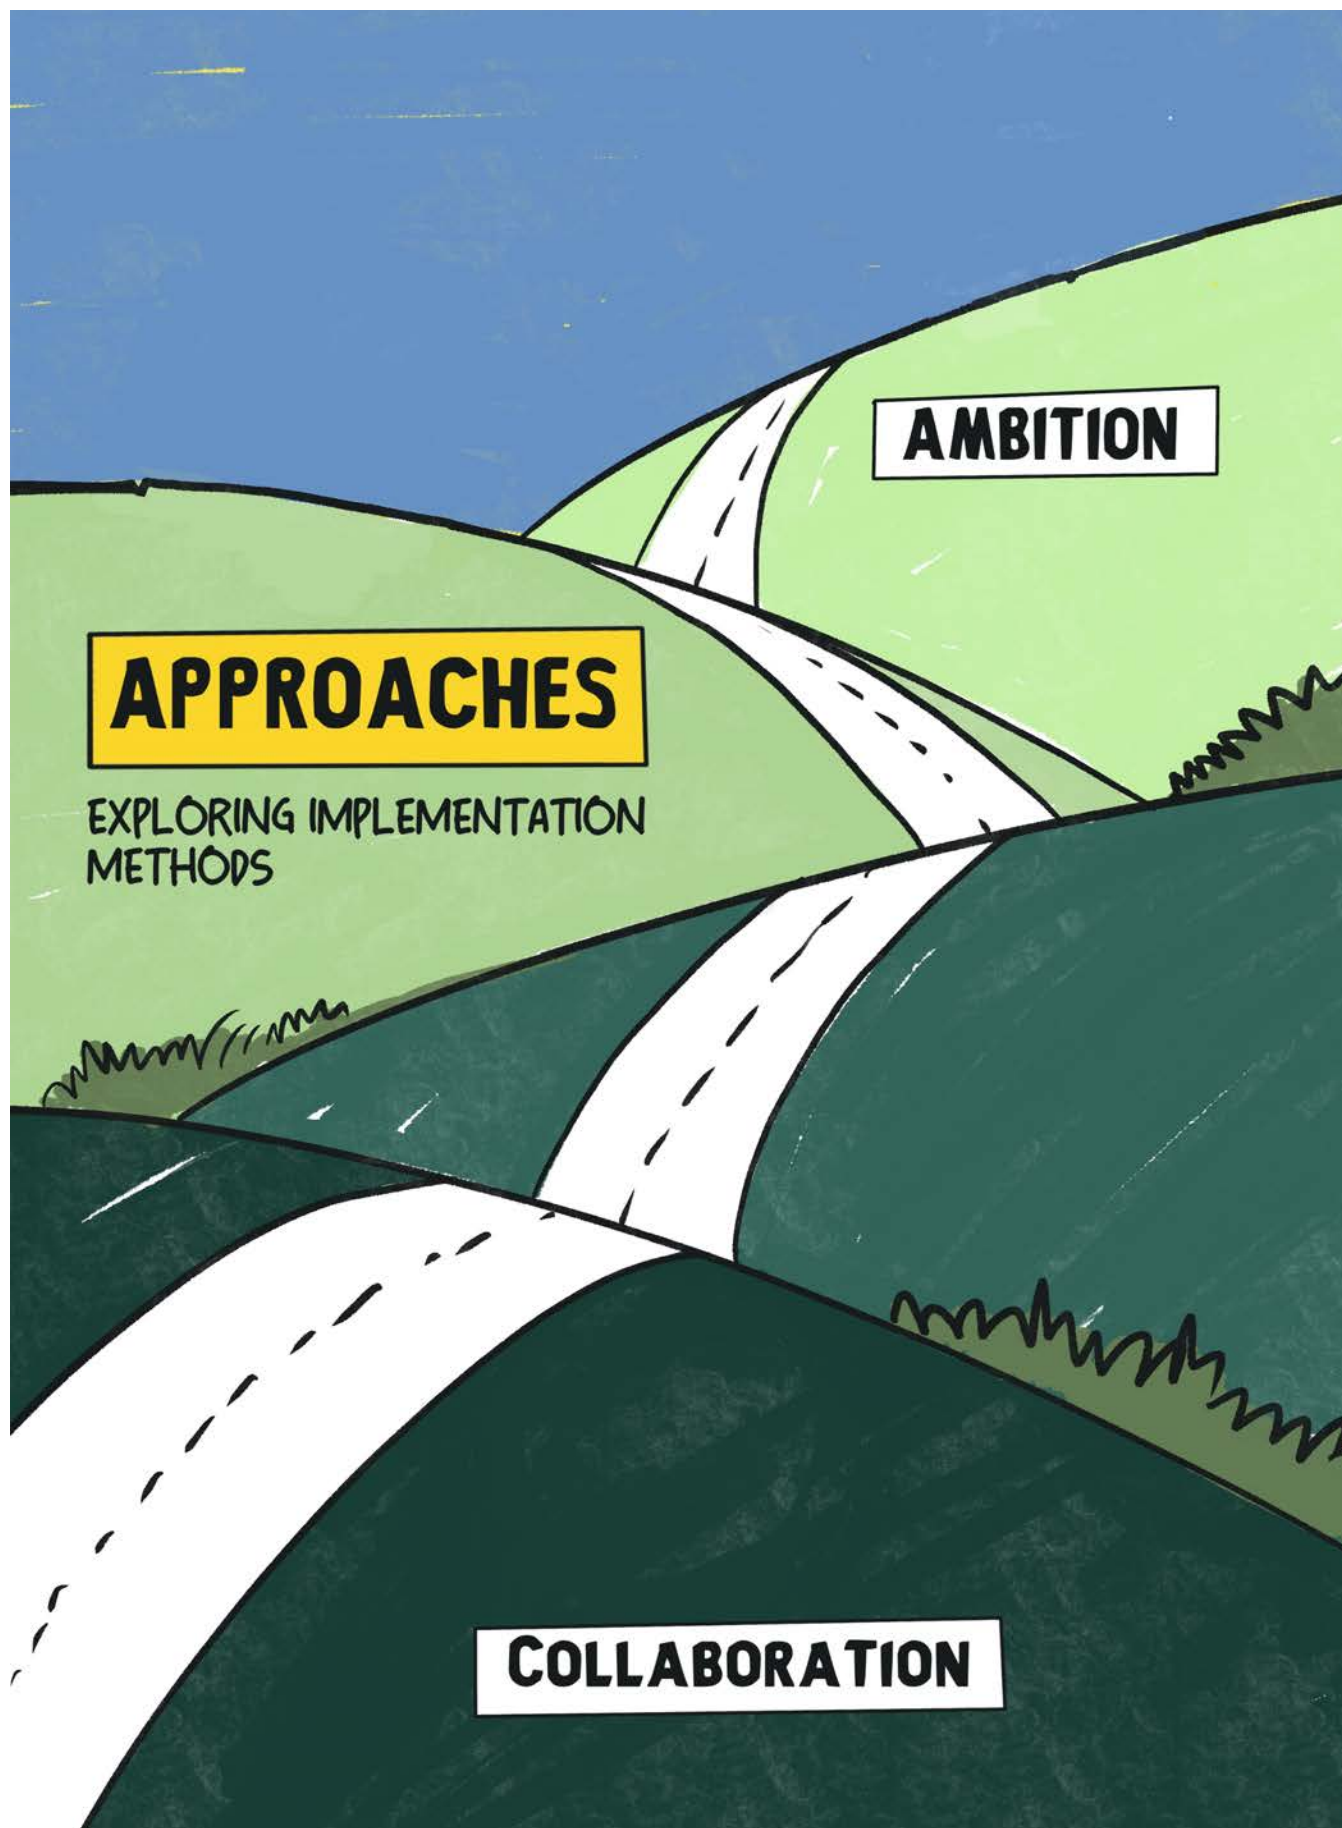 AMBITION
APPROACHES
EXPLORING IMPLEMENTATION
METHODS
COLLABORATION